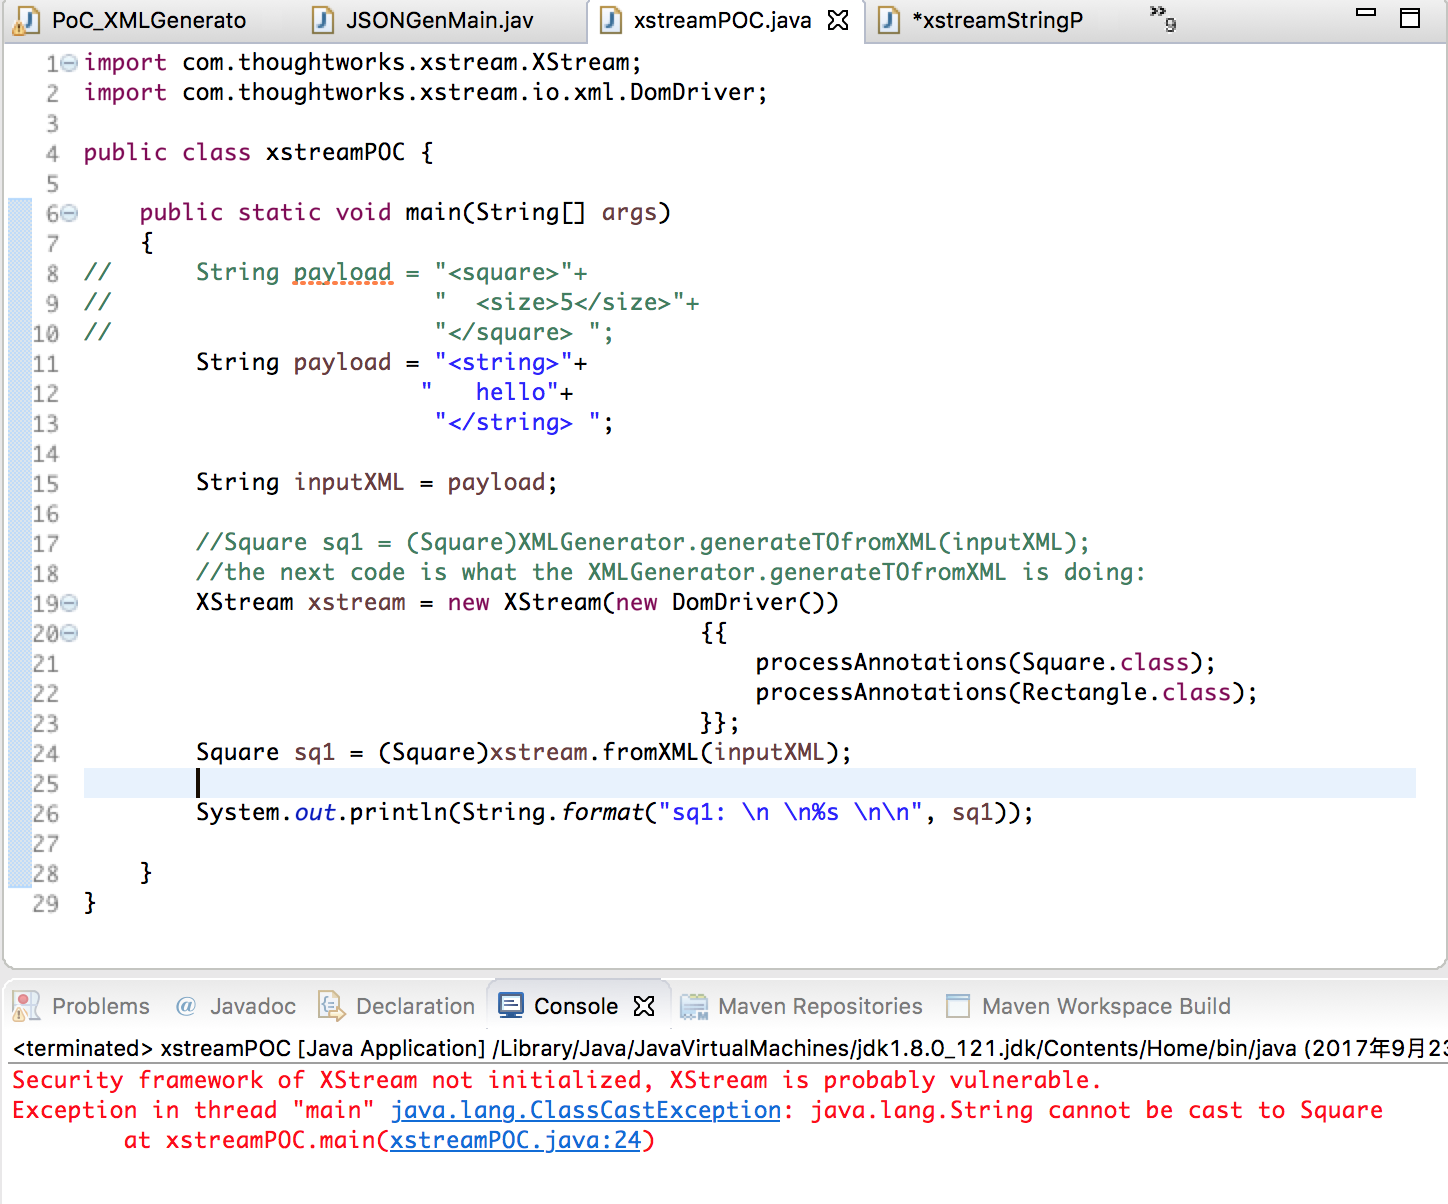 PoC_XMLGenerato JSONGenMain.jav xstreamPOC.java *xstreamStringP »9
1 import com.thoughtworks.xstream.XStream;
2 import com.thoughtworks.xstream.io.xml.DomDriver;
3
4 public class xstreamPOC {
5
6     public static void main(String[] args)
7     {
8 //      String payload = "<square>"+
9 //                       "  <size>5</size>"+
10 //                       "</square> ";
11         String payload = "<string>"+
12                         "   hello"+
13                          "</string> ";
14
15         String inputXML = payload;
16
17         //Square sq1 = (Square)XMLGenerator.generateTOfromXML(inputXML);
18         //the next code is what the XMLGenerator.generateTOfromXML is doing:
19         XStream xstream = new XStream(new DomDriver())
20                                             {{
21                                                 processAnnotations(Square.class);
22                                                 processAnnotations(Rectangle.class);
23                                             }};
24         Square sq1 = (Square)xstream.fromXML(inputXML);
25
26         System.out.println(String.format("sq1: \n \n%s \n\n", sq1));
27
28     }
29 }
Problems @ Javadoc Declaration Console Maven Repositories Maven Workspace Build
<terminated> xstreamPOC [Java Application] /Library/Java/JavaVirtualMachines/jdk1.8.0_121.jdk/Contents/Home/bin/java (2017年9月23
Security framework of XStream not initialized, XStream is probably vulnerable.
Exception in thread "main" java.lang.ClassCastException: java.lang.String cannot be cast to Square
        at xstreamPOC.main(xstreamPOC.java:24)